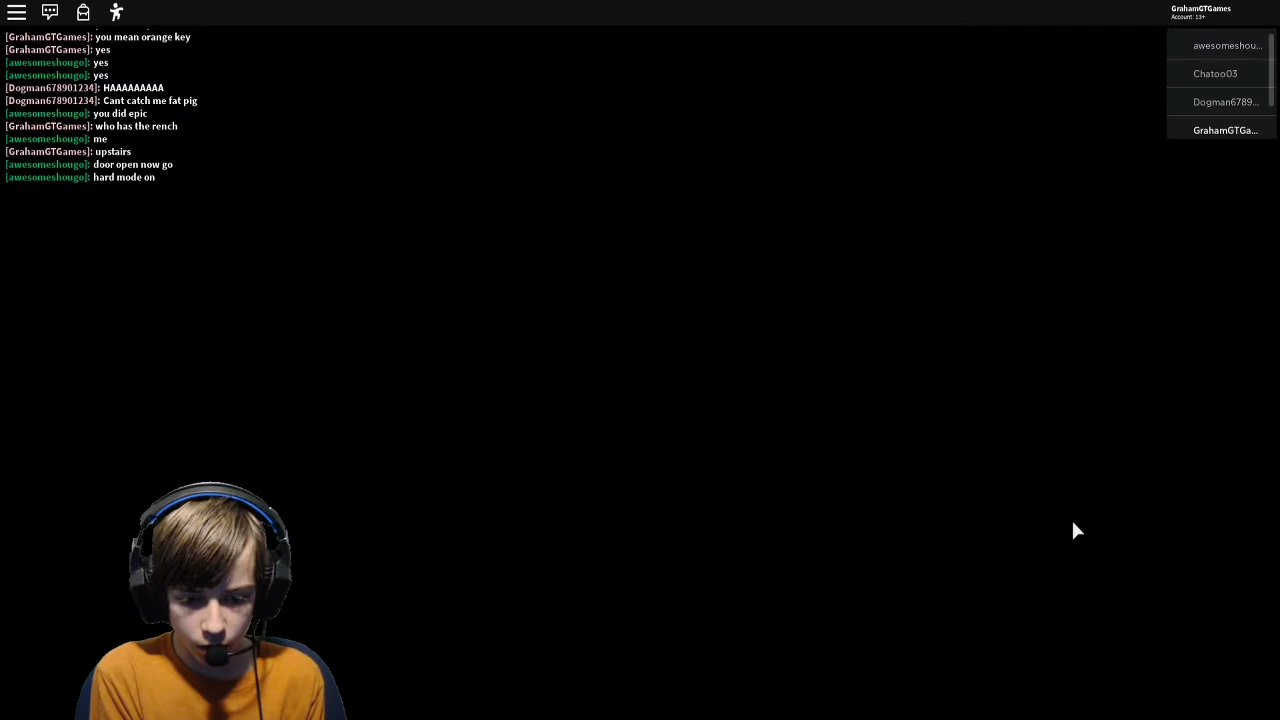 GrahamGTGames
Account: 13+
[GrahamGTGames]: you mean orange key
[GrahamGTGames]: yes
[awesomeshougo]: yes
[awesomeshougo]: yes
[Dogman678901234]: HAAAAAAAAA
[Dogman678901234]: Cant catch me fat pig
[awesomeshougo]: you did epic
[GrahamGTGames]: who has the rench
[awesomeshougo]: me
[GrahamGTGames]: upstairs
[awesomeshougo]: door open now go
[awesomeshougo]: hard mode on
awesomeshou...
Chatoo03
Dogman6789...
GrahamGTGa...